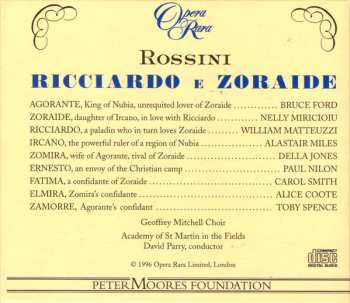 Opera
Rara
ROSSINI
RICCIARDO E ZORAIDE
AGORANTE, King of Nubia, unrequited lover of Zoraide .............. BRUCE FORD
ZORAIDE, daughter of Ircano, in love with Ricciardo ......... NELLY MIRICIOIU
RICCIARDO, a paladin who in turn loves Zoraide ....... WILLIAM MATTEUZZI
IRCANO, the powerful ruler of a region of Nubia ............. ALASTAIR MILES
ZOMIRA, wife of Agorante, rival of Zoraide ..................... DELLA JONES
ERNESTO, an envoy of the Christian camp ......................... PAUL NILON
FATIMA, a confidante of Zoraide ................................ CAROL SMITH
ELMIRA, Zomira's confidante ..................................... ALICE COOTE
ZAMORRE, Agorante's confidant ................................. TOBY SPENCE
Geoffrey Mitchell Choir
Academy of St Martin in the Fields
David Parry, conductor
© 1996 Opera Rara Limited, London
COMPACT
disc
DIGITAL AUDIO
PETER MOORES FOUNDATION